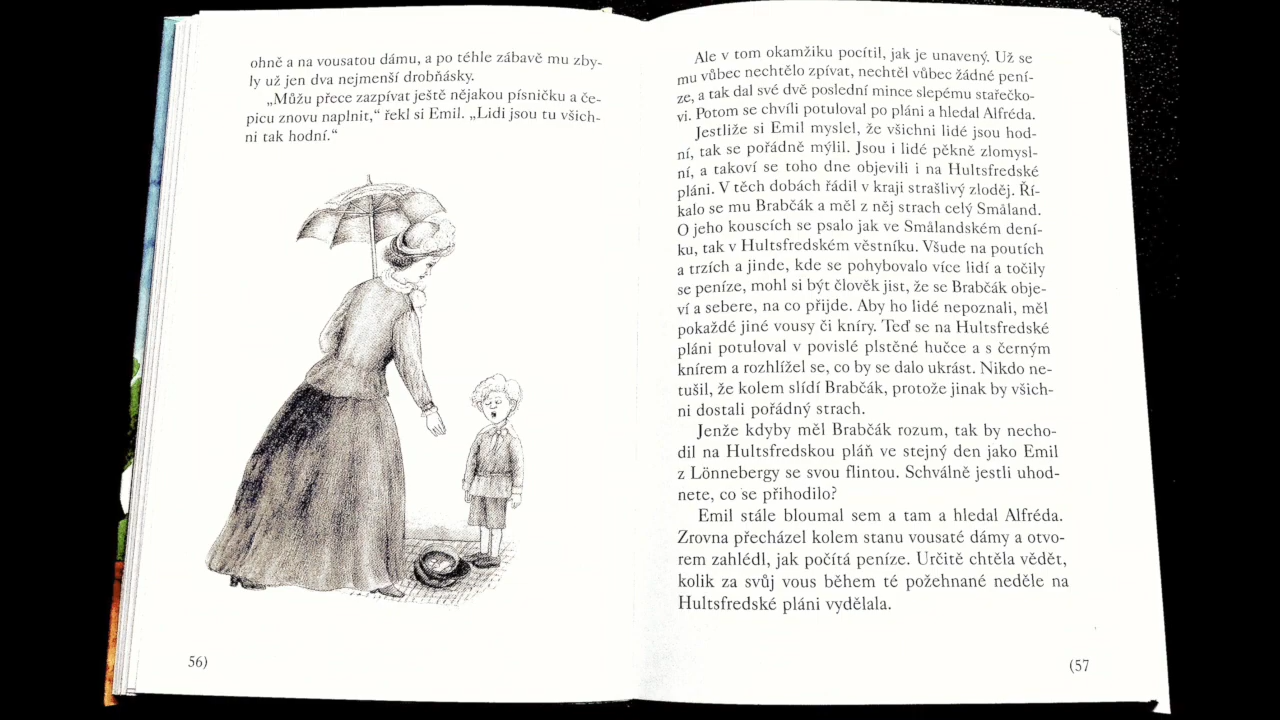 ohně a na vousatou dámu, a po téhle zábavě mu zby-
ly už jen dva nejmenší drobňásky.
„Můžu přece zazpívat ještě nějakou písničku a če-
picu znovu naplnit,“ řekl si Emil. „Lidi jsou tu všich-
ni tak hodní.“
56)
Ale v tom okamžiku pocítil, jak je unavený. Už se
mu vůbec nechtělo zpívat, nechtěl vůbec žádné pení-
ze, a tak dal své dvě poslední mince slepému stařečko-
vi. Potom se chvíli potuloval po pláni a hledal Alfréda.
Jestliže si Emil myslel, že všichni lidé jsou hod-
ní, tak se pořádně mýlil. Jsou i lidé pěkně zlomysl-
ní, a takoví se toho dne objevili i na Hultsfredské
pláni. V těch dobách řádil v kraji strašlivý zloděj. Ří-
kalo se mu Brabčák a měl z něj strach celý Småland.
O jeho kouscích se psalo jak ve Smålandském dení-
ku, tak v Hultsfredském věstníku. Všude na poutích
a trzích a jinde, kde se pohybovalo více lidí a točily
se peníze, mohl si být člověk jist, že se Brabčák obje-
ví a sebere, na co přijde. Aby ho lidé nepoznali, měl
pokaždé jiné vousy či kníry. Teď se na Hultsfredské
pláni potuloval v povislé plstěné hučce a s černým
knírem a rozhlížel se, co by se dalo ukrást. Nikdo ne-
tušil, že kolem slídí Brabčák, protože jinak by všich-
ni dostali pořádný strach.
Jenže kdyby měl Brabčák rozum, tak by necho-
dil na Hultsfredskou pláň ve stejný den jako Emil
z Lönnebergy se svou flintou. Schválně jestli uhod-
nete, co se přihodilo?
Emil stále bloumal sem a tam a hledal Alfréda.
Zrovna přecházel kolem stanu vousaté dámy a otvo-
rem zahlédl, jak počítá peníze. Určitě chtěla vědět,
kolik za svůj vous během té požehnané neděle na
Hultsfredské pláni vydělala.
(57